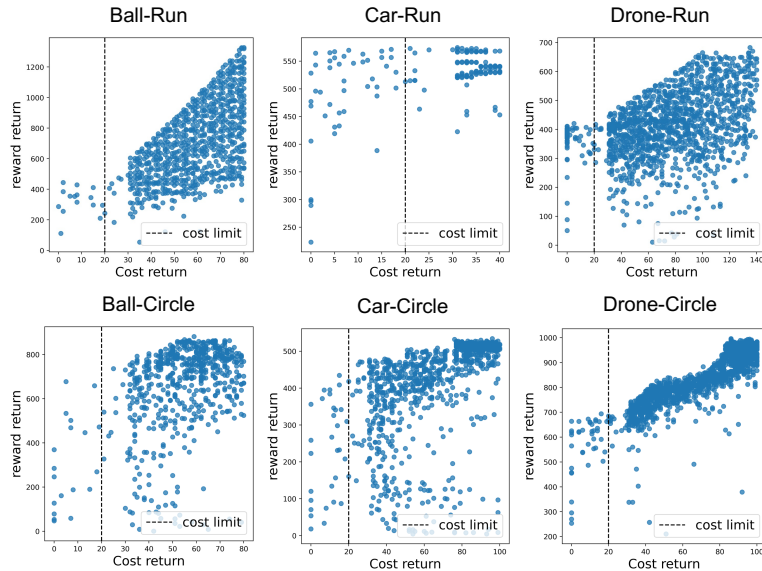 Ball-Run
1200
1000
800
600
400
200
0
reward return
0 10 20 30 40 50 60 70 80
Cost return
cost limit
Car-Run
550
500
450
400
350
300
250
reward return
0 5 10 15 20 25 30 35 40
Cost return
cost limit
Drone-Run
700
600
500
400
300
200
100
0
reward return
0 20 40 60 80 100 120 140
Cost return
cost limit
Ball-Circle
800
600
400
200
0
reward return
0 10 20 30 40 50 60 70 80
Cost return
cost limit
Car-Circle
500
400
300
200
100
0
reward return
0 20 40 60 80 100
Cost return
cost limit
Drone-Circle
1000
900
800
700
600
500
400
300
200
reward return
0 20 40 60 80 100
Cost return
cost limit